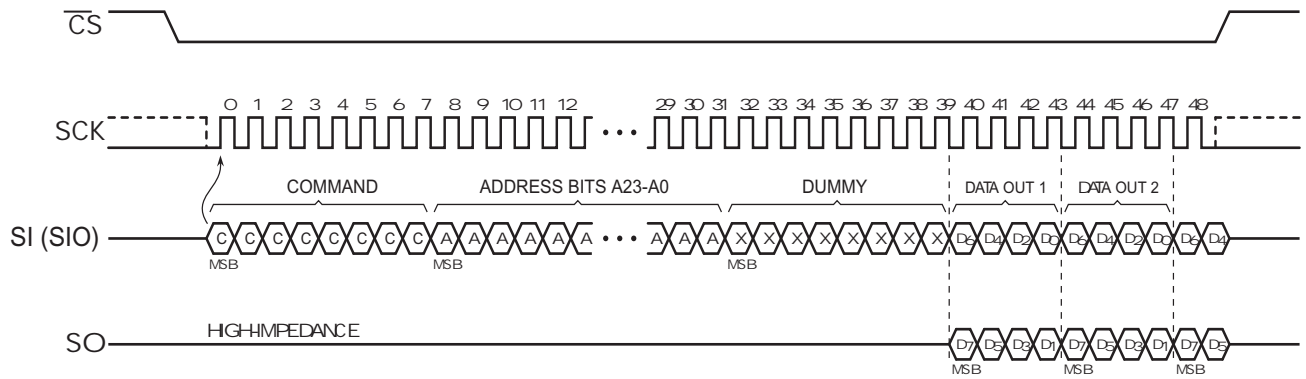 CS
0 1 2 3 4 5 6 7 8 9 10 11 12 29 30 31 32 33 34 35 36 37 38 39 40 41 42 43 44 45 46 47 48
SCK
COMMAND ADDRESS BITS A23-A0 DUMMY DATA OUT 1 DATA OUT 2
SI (SIO) C C C C C C C C A A A A A A A A A X X X X X X X X D6 D4 D2 D0 D6 D4 D2 D0 D6 D4
MSB MSB MSB
HIGH-IMPEDANCE
SO D7 D5 D3 D1 D7 D5 D3 D1 D7 D5
MSB MSB MSB